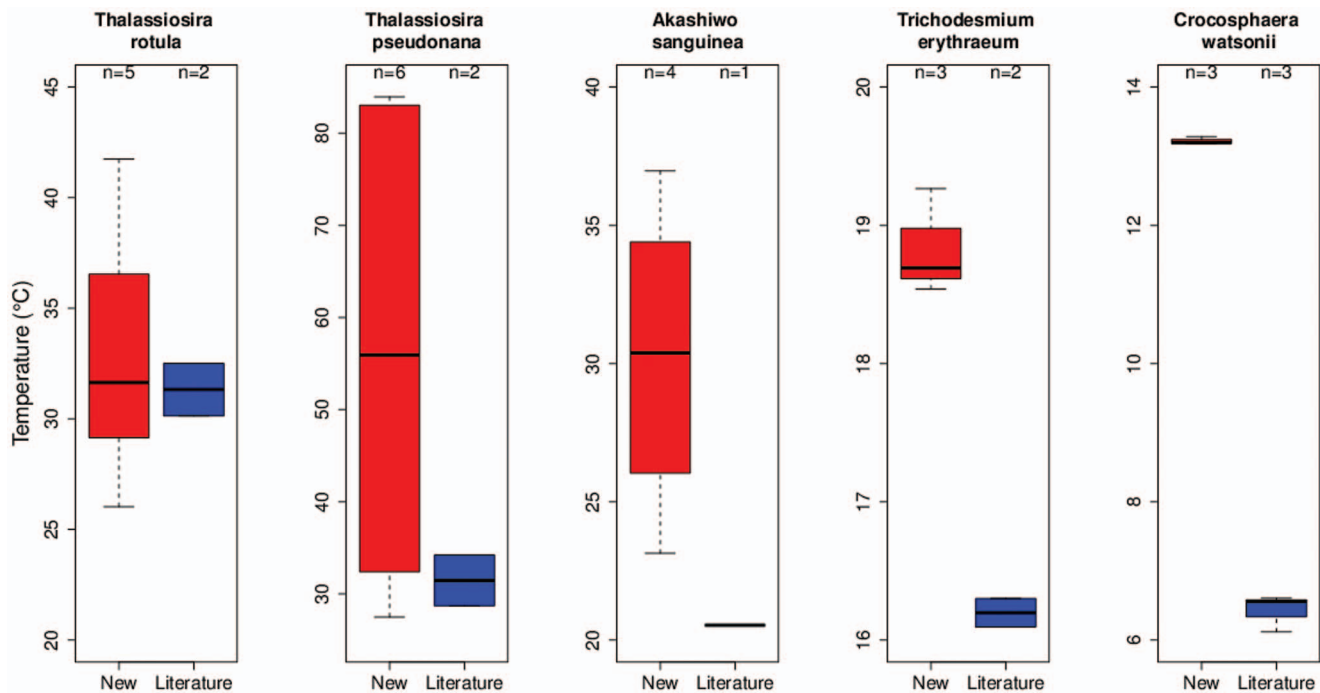 Thalassiosira
rotula
n=5 n=2
Temperature (°C)
45
40
35
30
25
20
New Literature
Thalassiosira
pseudonana
n=6 n=2
80
70
60
50
40
30
New Literature
Akashiwo
sanguinea
n=4 n=1
40
35
30
25
20
New Literature
Trichodesmium
erythraeum
n=3 n=2
20
19
18
17
16
New Literature
Crocosphaera
watsonii
n=3 n=3
14
12
10
8
6
New Literature